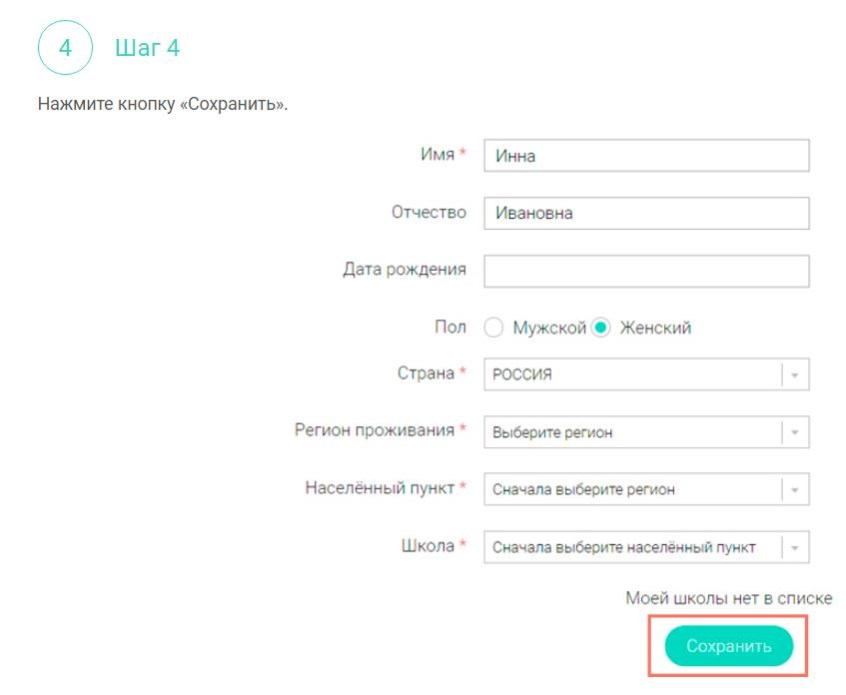 4 Шаг 4
Нажмите кнопку «Сохранить».
Имя * Инна
Отчество Ивановна
Дата рождения
Пол Мужской Женский
Страна * РОССИЯ
Регион проживания * Выберите регион
Населённый пункт * Сначала выберите регион
Школа * Сначала выберите населённый пункт
Моей школы нет в списке
Сохранить